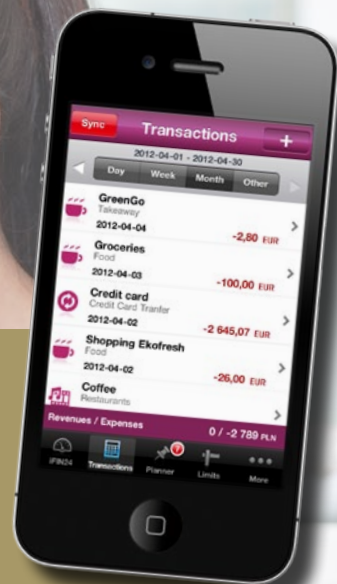 Sync Transactions +
2012-04-01 - 2012-04-30
Day Week Month Other
GreenGo
Takeaway
2012-04-04 -2,80 EUR
Groceries
Food
2012-04-03 -100,00 EUR
Credit card
Credit Card Tranfer
2012-04-02 -2 645,07 EUR
Shopping Ekofresh
Food
2012-04-02 -26,00 EUR
Coffee
Restaurants
Revenues / Expenses 0 / -2 789 PLN
iFIN24 Transactions Planner Limits More